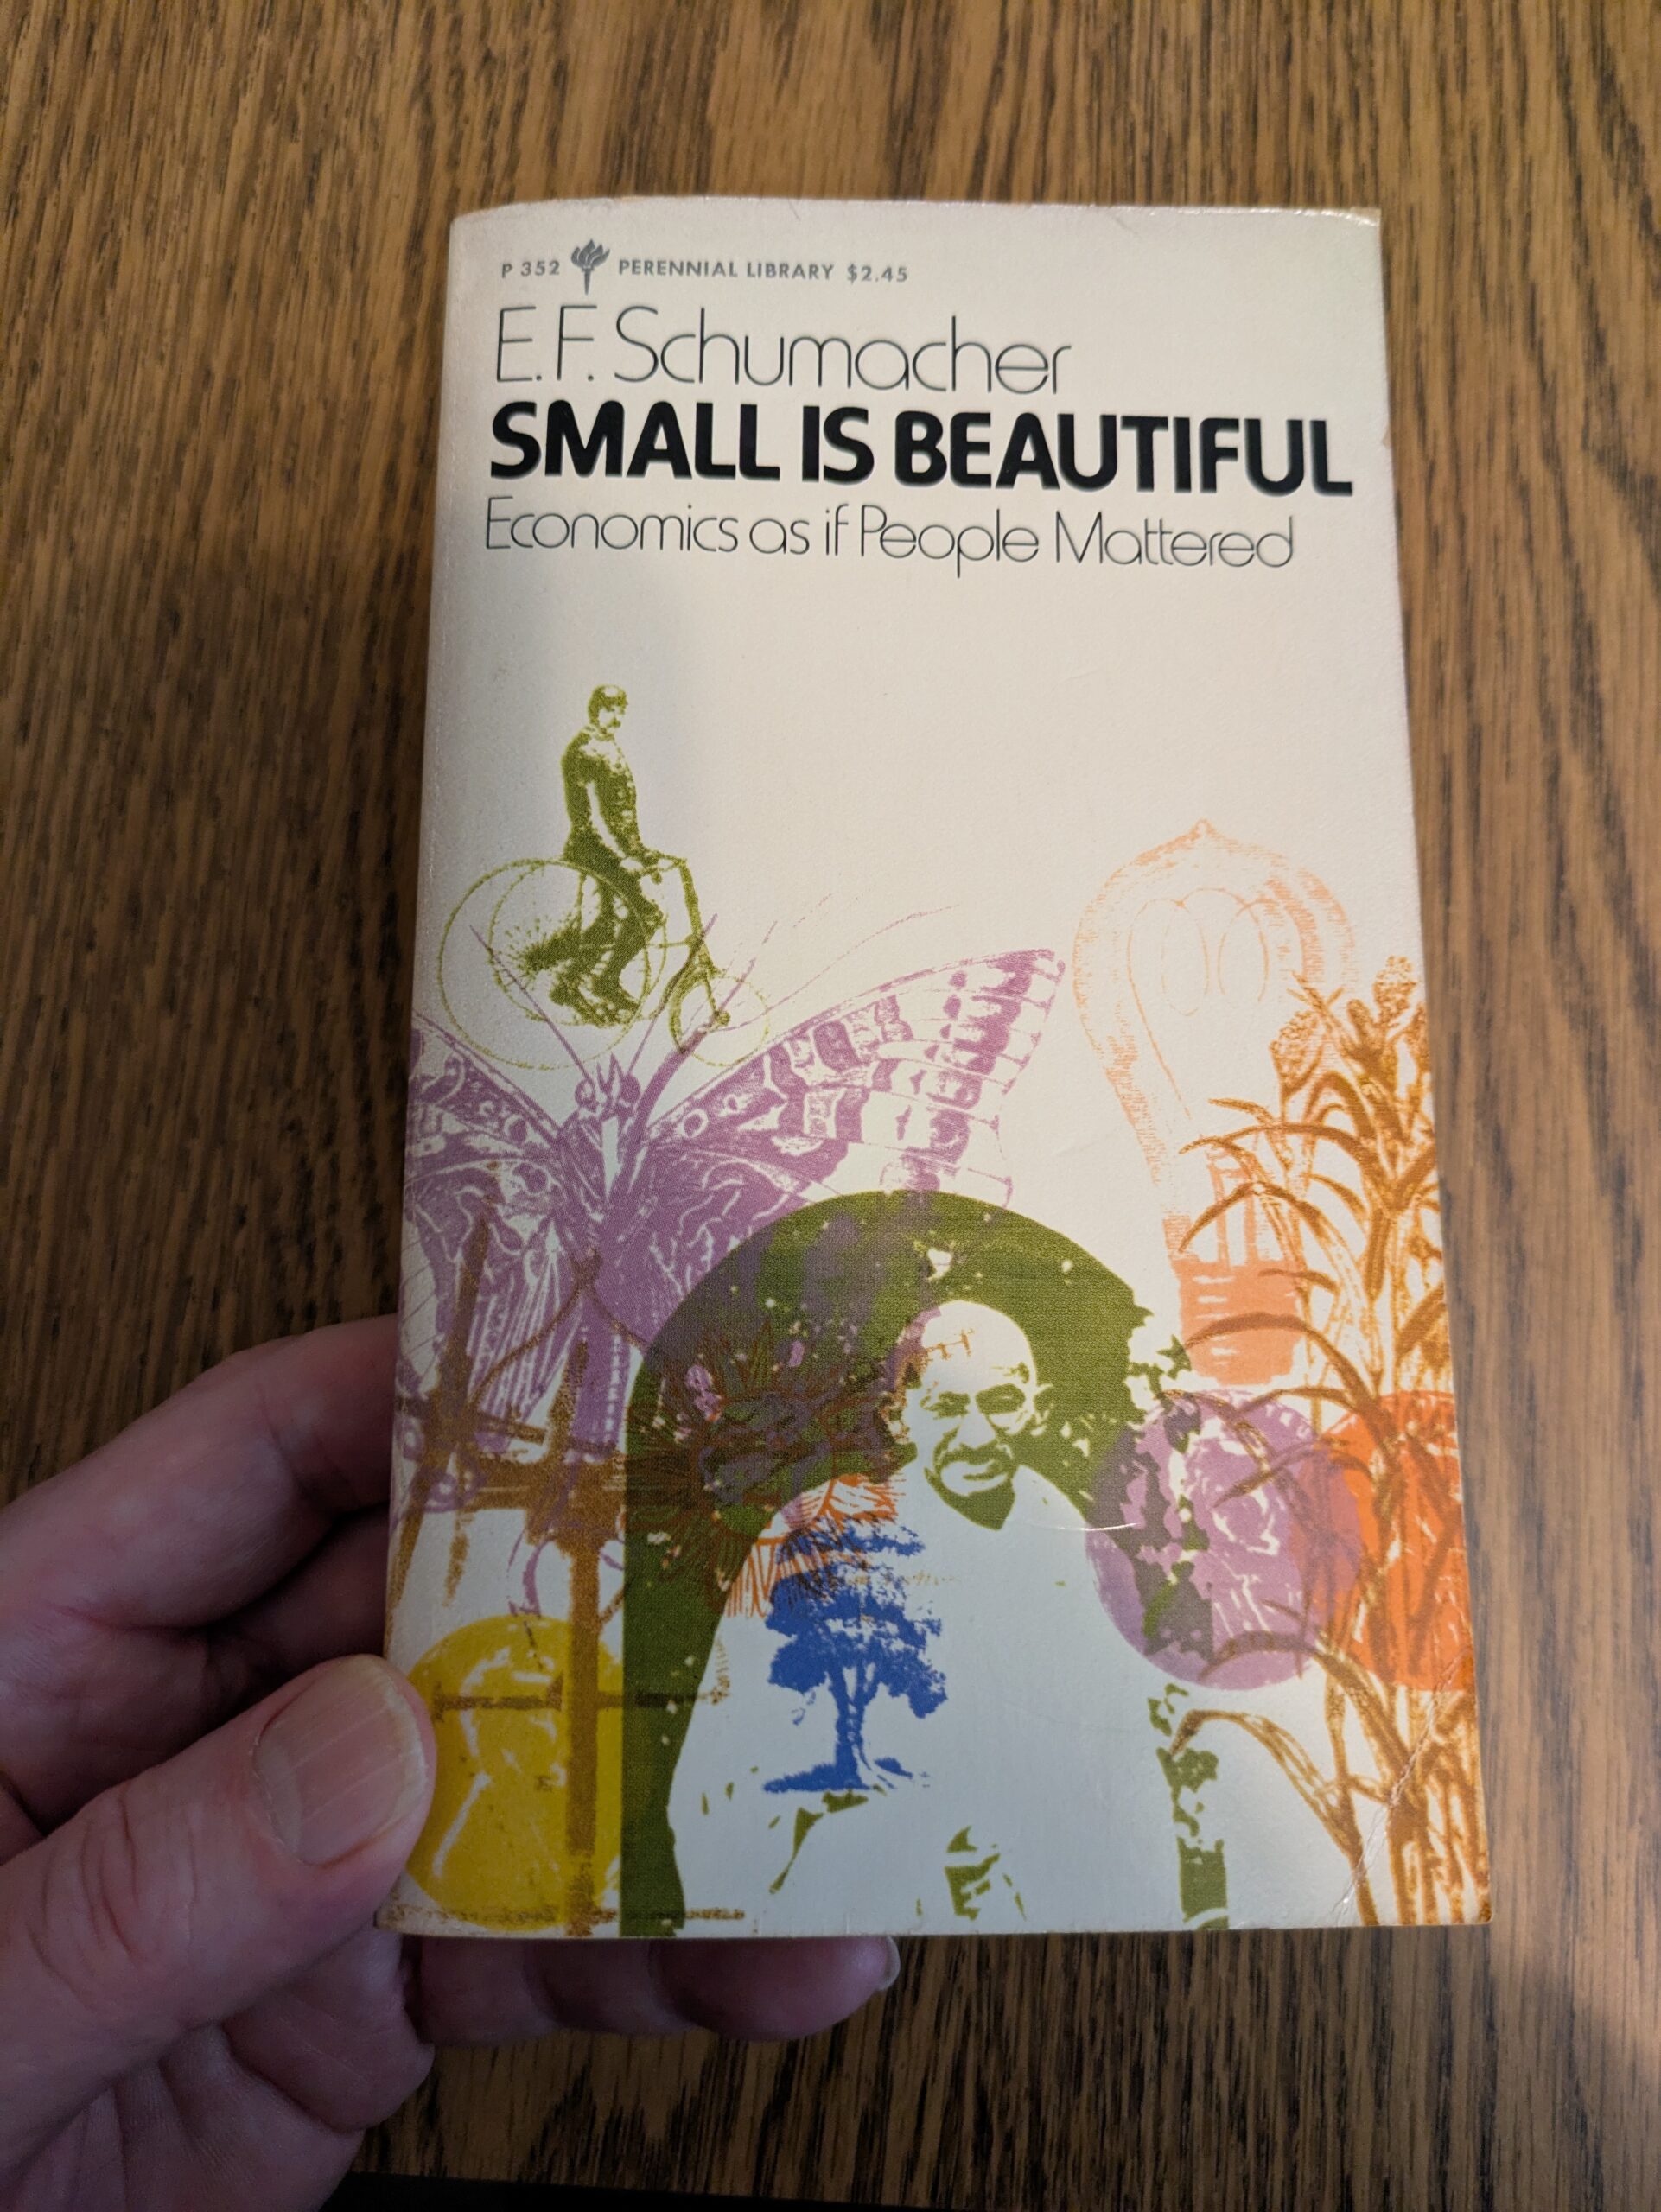 P 352 PERENNIAL LIBRARY $2.45
E.F. Schumacher
SMALL IS BEAUTIFUL
Economics as if People Mattered